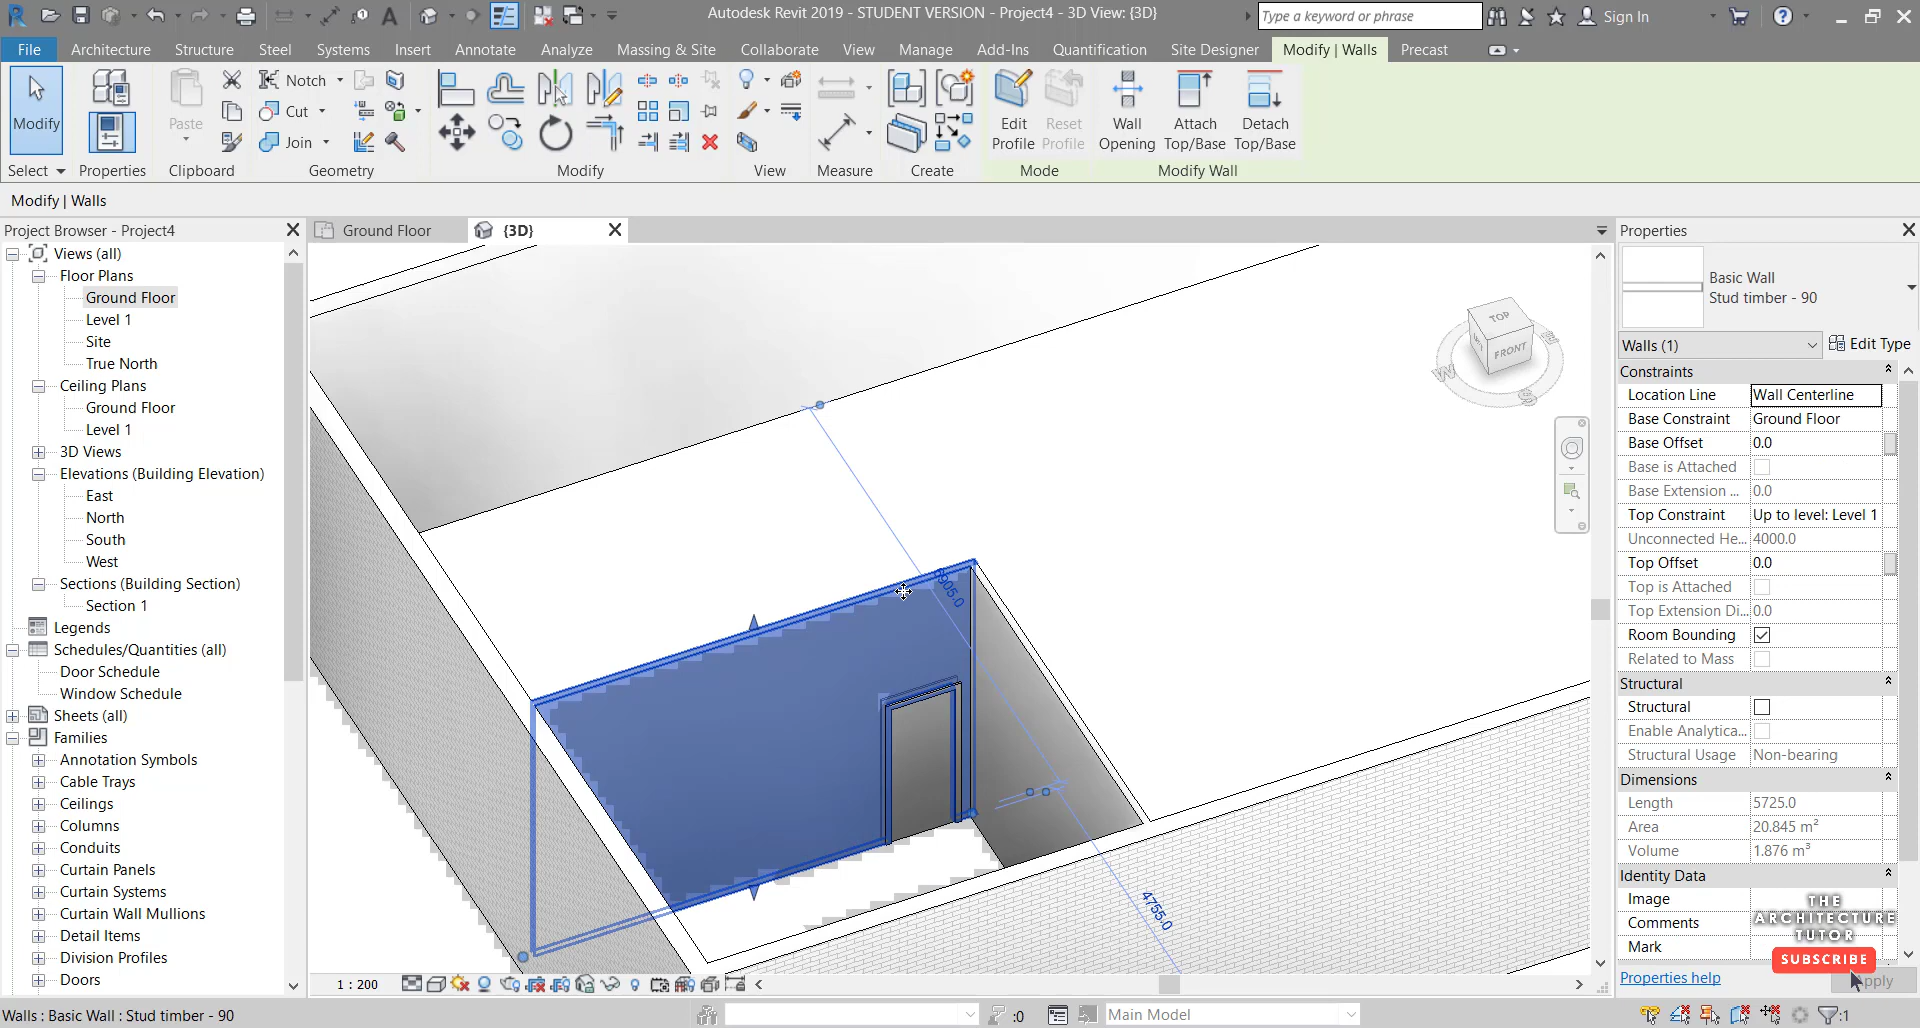 Autodesk Revit 2019 - STUDENT VERSION - Project4 - 3D View: {3D}
Type a keyword or phrase
Sign In
File Architecture Structure Steel Systems Insert Annotate Analyze Massing & Site Collaborate View Manage Add-Ins Quantification Site Designer Modify | Walls Precast
Modify
Paste
Notch
Cut
Join
Edit Profile
Reset Profile
Wall Opening
Attach Top/Base
Detach Top/Base
Select Properties Clipboard Geometry Modify View Measure Create Mode Modify Wall
Modify | Walls
Project Browser - Project4
Views (all)
Floor Plans
Ground Floor
Level 1
Site
True North
Ceiling Plans
Ground Floor
Level 1
3D Views
Elevations (Building Elevation)
East
North
South
West
Sections (Building Section)
Section 1
Legends
Schedules/Quantities (all)
Door Schedule
Window Schedule
Sheets (all)
Families
Annotation Symbols
Cable Trays
Ceilings
Columns
Conduits
Curtain Panels
Curtain Systems
Curtain Wall Mullions
Detail Items
Division Profiles
Doors
Ground Floor
{3D}
TOP
FRONT
W
S
4755.0
1 : 200
Properties
Basic Wall
Stud timber - 90
Walls (1)
Edit Type
Constraints
Location Line Wall Centerline
Base Constraint Ground Floor
Base Offset 0.0
Base is Attached
Base Extension ... 0.0
Top Constraint Up to level: Level 1
Unconnected He... 4000.0
Top Offset 0.0
Top is Attached
Top Extension Di... 0.0
Room Bounding
Related to Mass
Structural
Structural
Enable Analytica...
Structural Usage Non-bearing
Dimensions
Length 5725.0
Area 20.845 m²
Volume 1.876 m³
Identity Data
Image
Comments
Mark
THE
ARCHITECTURE
TUTOR
SUBSCRIBE
Properties help
Walls : Basic Wall : Stud timber - 90
:0
Main Model
:1